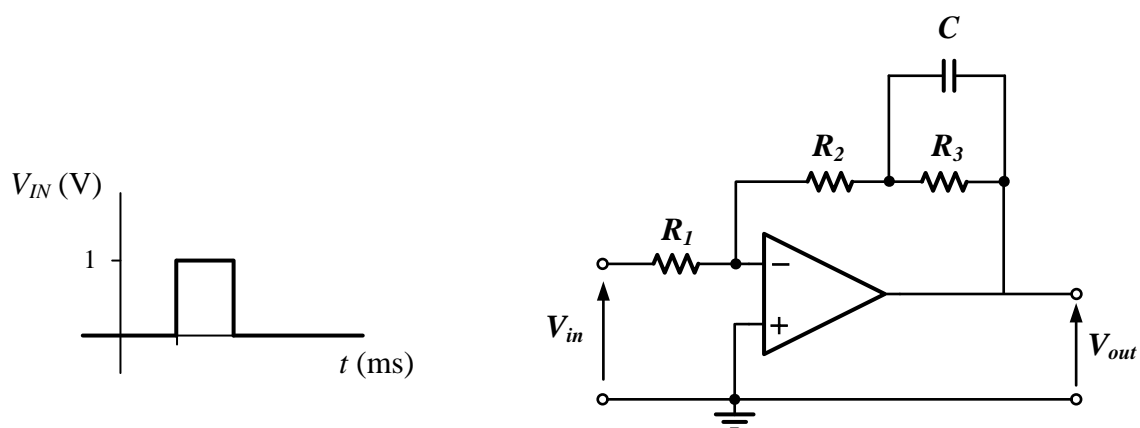 V_IN (V)
1
t (ms)
C
R_2
R_3
R_1
−
+
V_in
V_out